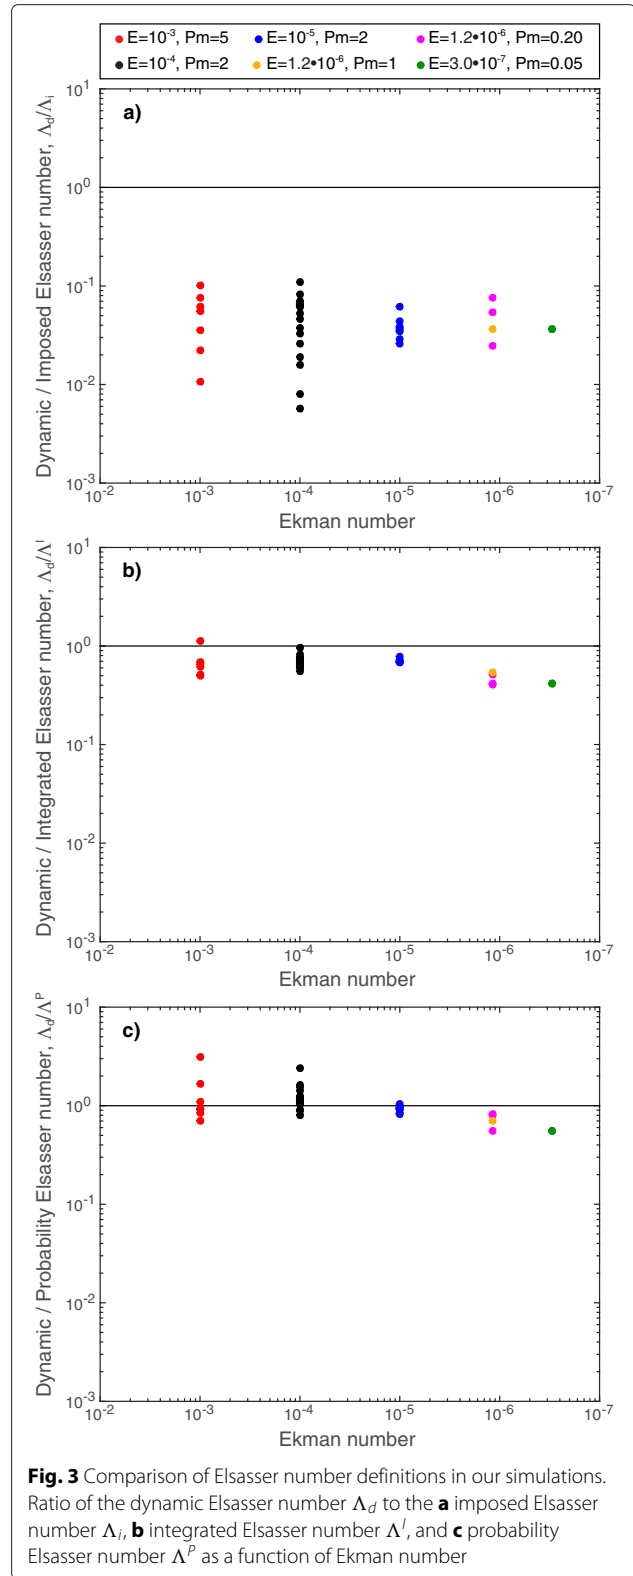 E=10⁻³, Pm=5 E=10⁻⁵, Pm=2 E=1.2•10⁻⁶, Pm=0.20
E=10⁻⁴, Pm=2 E=1.2•10⁻⁶, Pm=1 E=3.0•10⁻⁷, Pm=0.05
a)
Dynamic / Imposed Elsasser number, Λd/Λi
10¹
10⁰
10⁻¹
10⁻²
10⁻³
10⁻² 10⁻³ 10⁻⁴ 10⁻⁵ 10⁻⁶ 10⁻⁷
Ekman number
b)
Dynamic / Integrated Elsasser number, Λd/Λᴵ
10¹
10⁰
10⁻¹
10⁻²
10⁻³
10⁻² 10⁻³ 10⁻⁴ 10⁻⁵ 10⁻⁶ 10⁻⁷
Ekman number
c)
Dynamic / Probability Elsasser number, Λd/Λᴾ
10¹
10⁰
10⁻¹
10⁻²
10⁻³
10⁻² 10⁻³ 10⁻⁴ 10⁻⁵ 10⁻⁶ 10⁻⁷
Ekman number
Fig. 3 Comparison of Elsasser number definitions in our simulations.
Ratio of the dynamic Elsasser number Λd to the a imposed Elsasser
number Λi, b integrated Elsasser number Λᴵ, and c probability
Elsasser number Λᴾ as a function of Ekman number